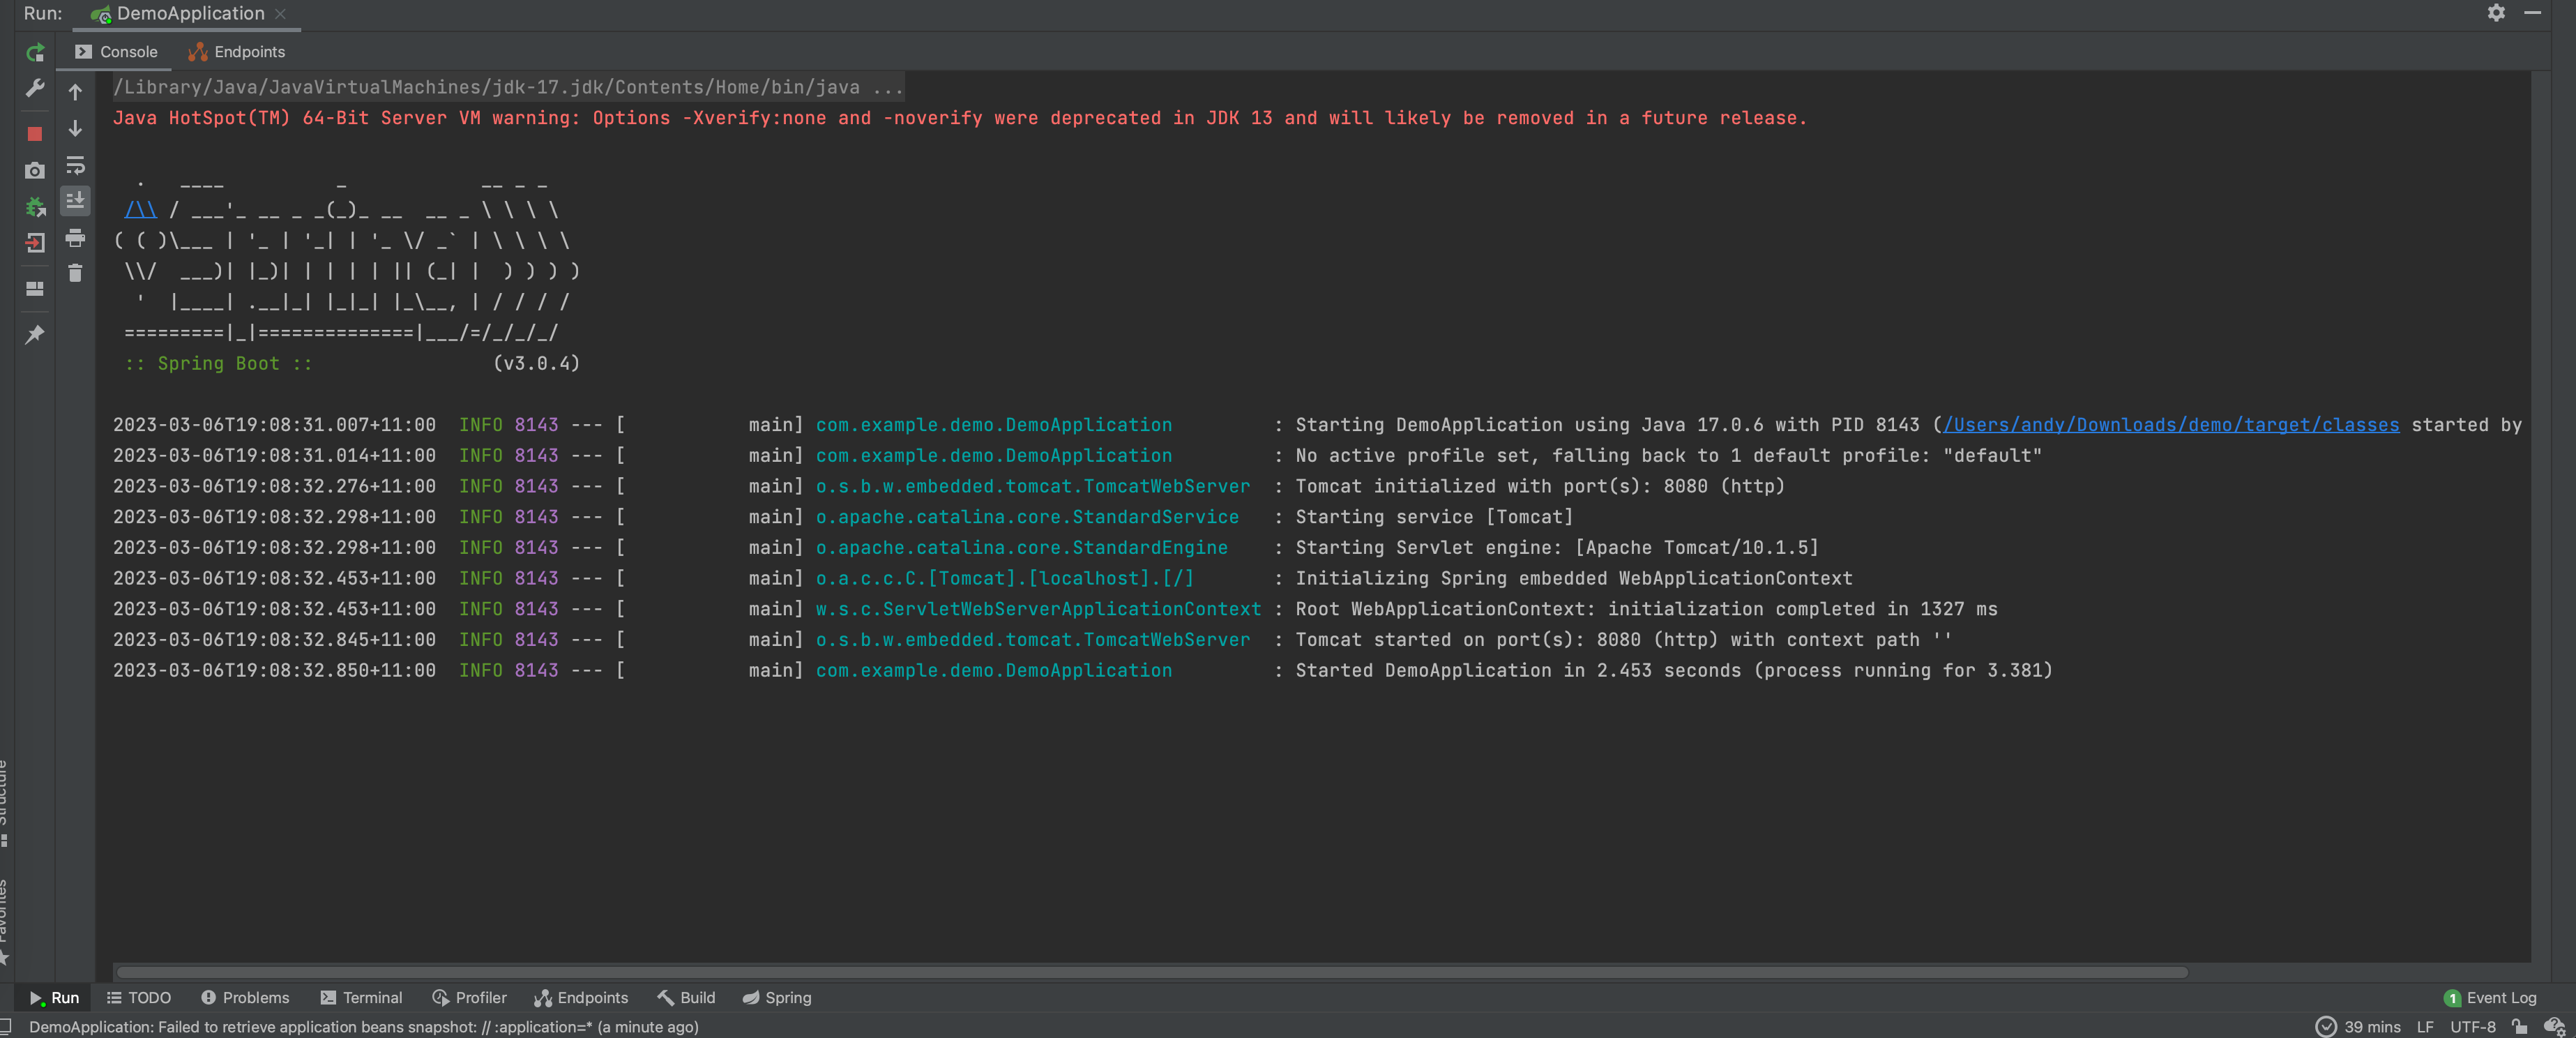 Run: DemoApplication
Console Endpoints
/Library/Java/JavaVirtualMachines/jdk-17.jdk/Contents/Home/bin/java ...
Java HotSpot(TM) 64-Bit Server VM warning: Options -Xverify:none and -noverify were deprecated in JDK 13 and will likely be removed in a future release.
  .   ____          _            __ _ _
 /\\ / ___'_ __ _ _(_)_ __  __ _ \ \ \ \
( ( )\___ | '_ | '_| | '_ \/ _` | \ \ \ \
 \\/  ___)| |_)| | | | | || (_| |  ) ) ) )
  '  |____| .__|_| |_|_| |_\__, | / / / /
 =========|_|==============|___/=/_/_/_/
 :: Spring Boot ::                (v3.0.4)
2023-03-06T19:08:31.007+11:00  INFO 8143 --- [           main] com.example.demo.DemoApplication         : Starting DemoApplication using Java 17.0.6 with PID 8143 (/Users/andy/Downloads/demo/target/classes started by
2023-03-06T19:08:31.014+11:00  INFO 8143 --- [           main] com.example.demo.DemoApplication         : No active profile set, falling back to 1 default profile: "default"
2023-03-06T19:08:32.276+11:00  INFO 8143 --- [           main] o.s.b.w.embedded.tomcat.TomcatWebServer  : Tomcat initialized with port(s): 8080 (http)
2023-03-06T19:08:32.298+11:00  INFO 8143 --- [           main] o.apache.catalina.core.StandardService   : Starting service [Tomcat]
2023-03-06T19:08:32.298+11:00  INFO 8143 --- [           main] o.apache.catalina.core.StandardEngine    : Starting Servlet engine: [Apache Tomcat/10.1.5]
2023-03-06T19:08:32.453+11:00  INFO 8143 --- [           main] o.a.c.c.C.[Tomcat].[localhost].[/]       : Initializing Spring embedded WebApplicationContext
2023-03-06T19:08:32.453+11:00  INFO 8143 --- [           main] w.s.c.ServletWebServerApplicationContext : Root WebApplicationContext: initialization completed in 1327 ms
2023-03-06T19:08:32.845+11:00  INFO 8143 --- [           main] o.s.b.w.embedded.tomcat.TomcatWebServer  : Tomcat started on port(s): 8080 (http) with context path ''
2023-03-06T19:08:32.850+11:00  INFO 8143 --- [           main] com.example.demo.DemoApplication         : Started DemoApplication in 2.453 seconds (process running for 3.381)
Structure
Favorites
Run TODO Problems Terminal Profiler Endpoints Build Spring 1 Event Log
DemoApplication: Failed to retrieve application beans snapshot: // :application=* (a minute ago) 39 mins LF UTF-8